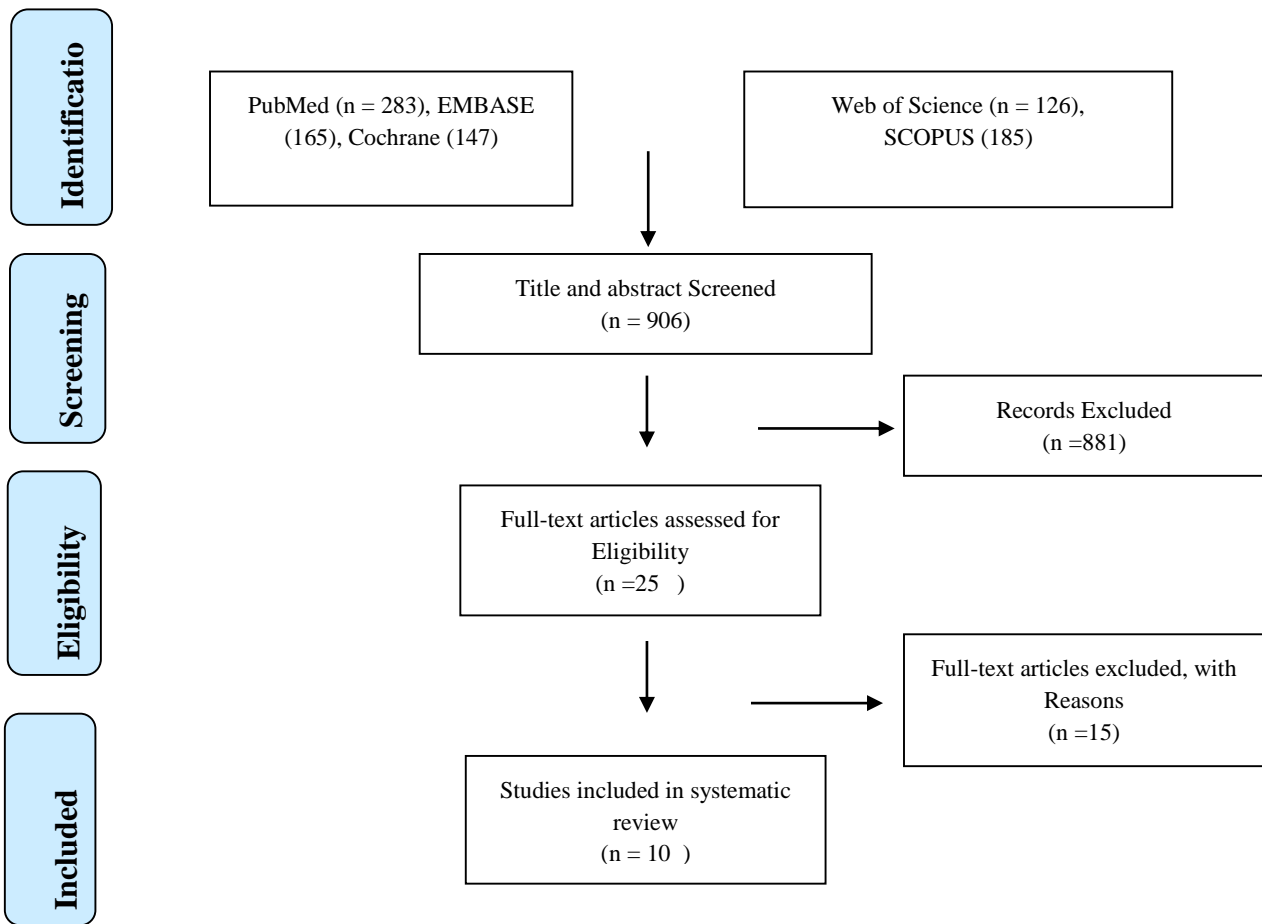 Identificatio
PubMed (n = 283), EMBASE
(165), Cochrane (147)
Web of Science (n = 126),
SCOPUS (185)
Screening
Title and abstract Screened
(n = 906)
Records Excluded
(n =881)
Eligibility
Full-text articles assessed for
Eligibility
(n =25 )
Full-text articles excluded, with
Reasons
(n =15)
Included
Studies included in systematic
review
(n = 10 )